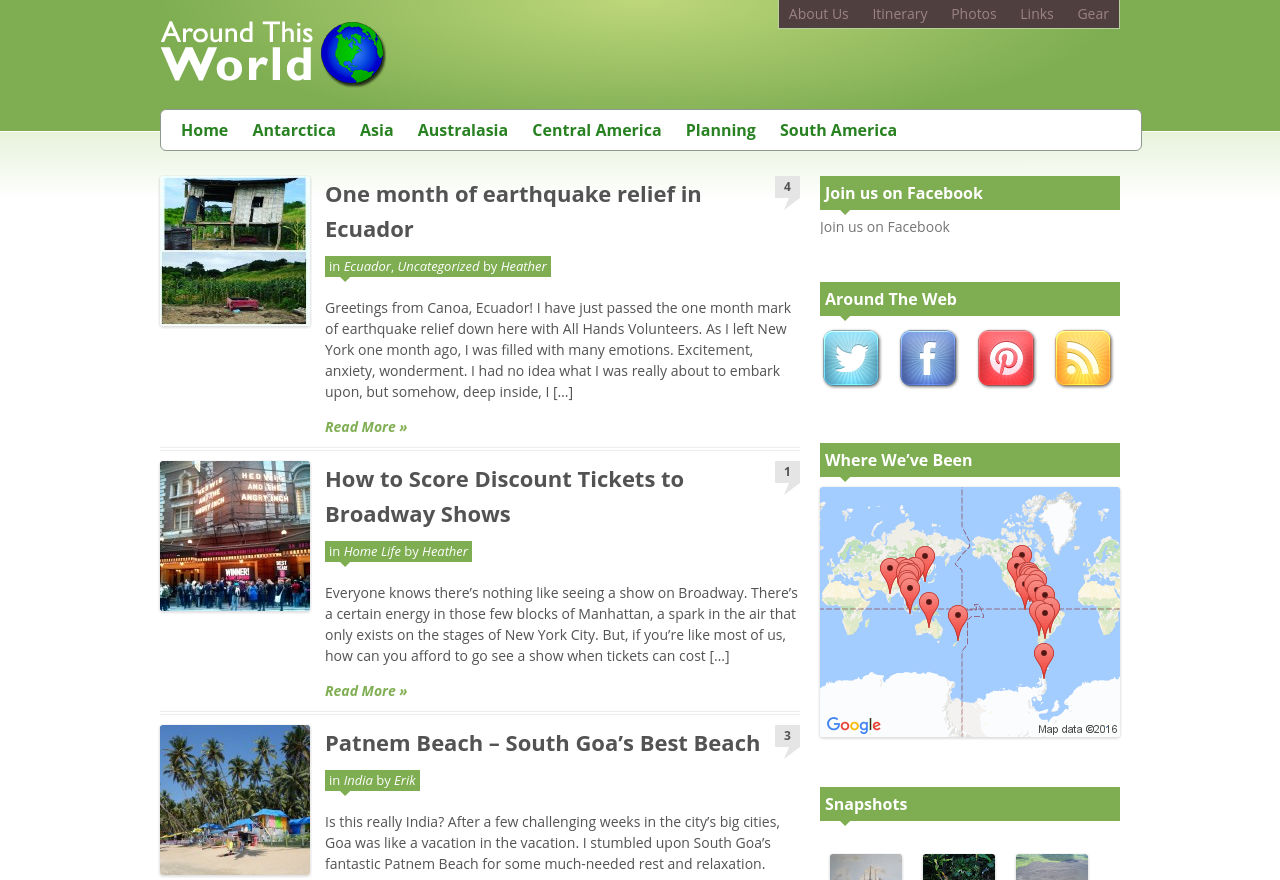 About Us Itinerary Photos Links Gear
Around This
World
Home Antarctica Asia Australasia Central America Planning South America
One month of earthquake relief in
Ecuador
4
in Ecuador, Uncategorized by Heather
Greetings from Canoa, Ecuador! I have just passed the one month mark
of earthquake relief down here with All Hands Volunteers. As I left New
York one month ago, I was filled with many emotions. Excitement,
anxiety, wonderment. I had no idea what I was really about to embark
upon, but somehow, deep inside, I [...]
Read More »
HEDWIG
AND THE
ANGRY INCH
HEDWIG
AND THE
ANGRY INCH
WINNER!
How to Score Discount Tickets to
Broadway Shows
1
in Home Life by Heather
Everyone knows there’s nothing like seeing a show on Broadway. There’s
a certain energy in those few blocks of Manhattan, a spark in the air that
only exists on the stages of New York City. But, if you’re like most of us,
how can you afford to go see a show when tickets can cost [...]
Read More »
Patnem Beach – South Goa’s Best Beach
3
in India by Erik
Is this really India? After a few challenging weeks in the city’s big cities,
Goa was like a vacation in the vacation. I stumbled upon South Goa’s
fantastic Patnem Beach for some much-needed rest and relaxation.
Join us on Facebook
Join us on Facebook
Around The Web
Where We’ve Been
Google
Map data ©2016
Snapshots